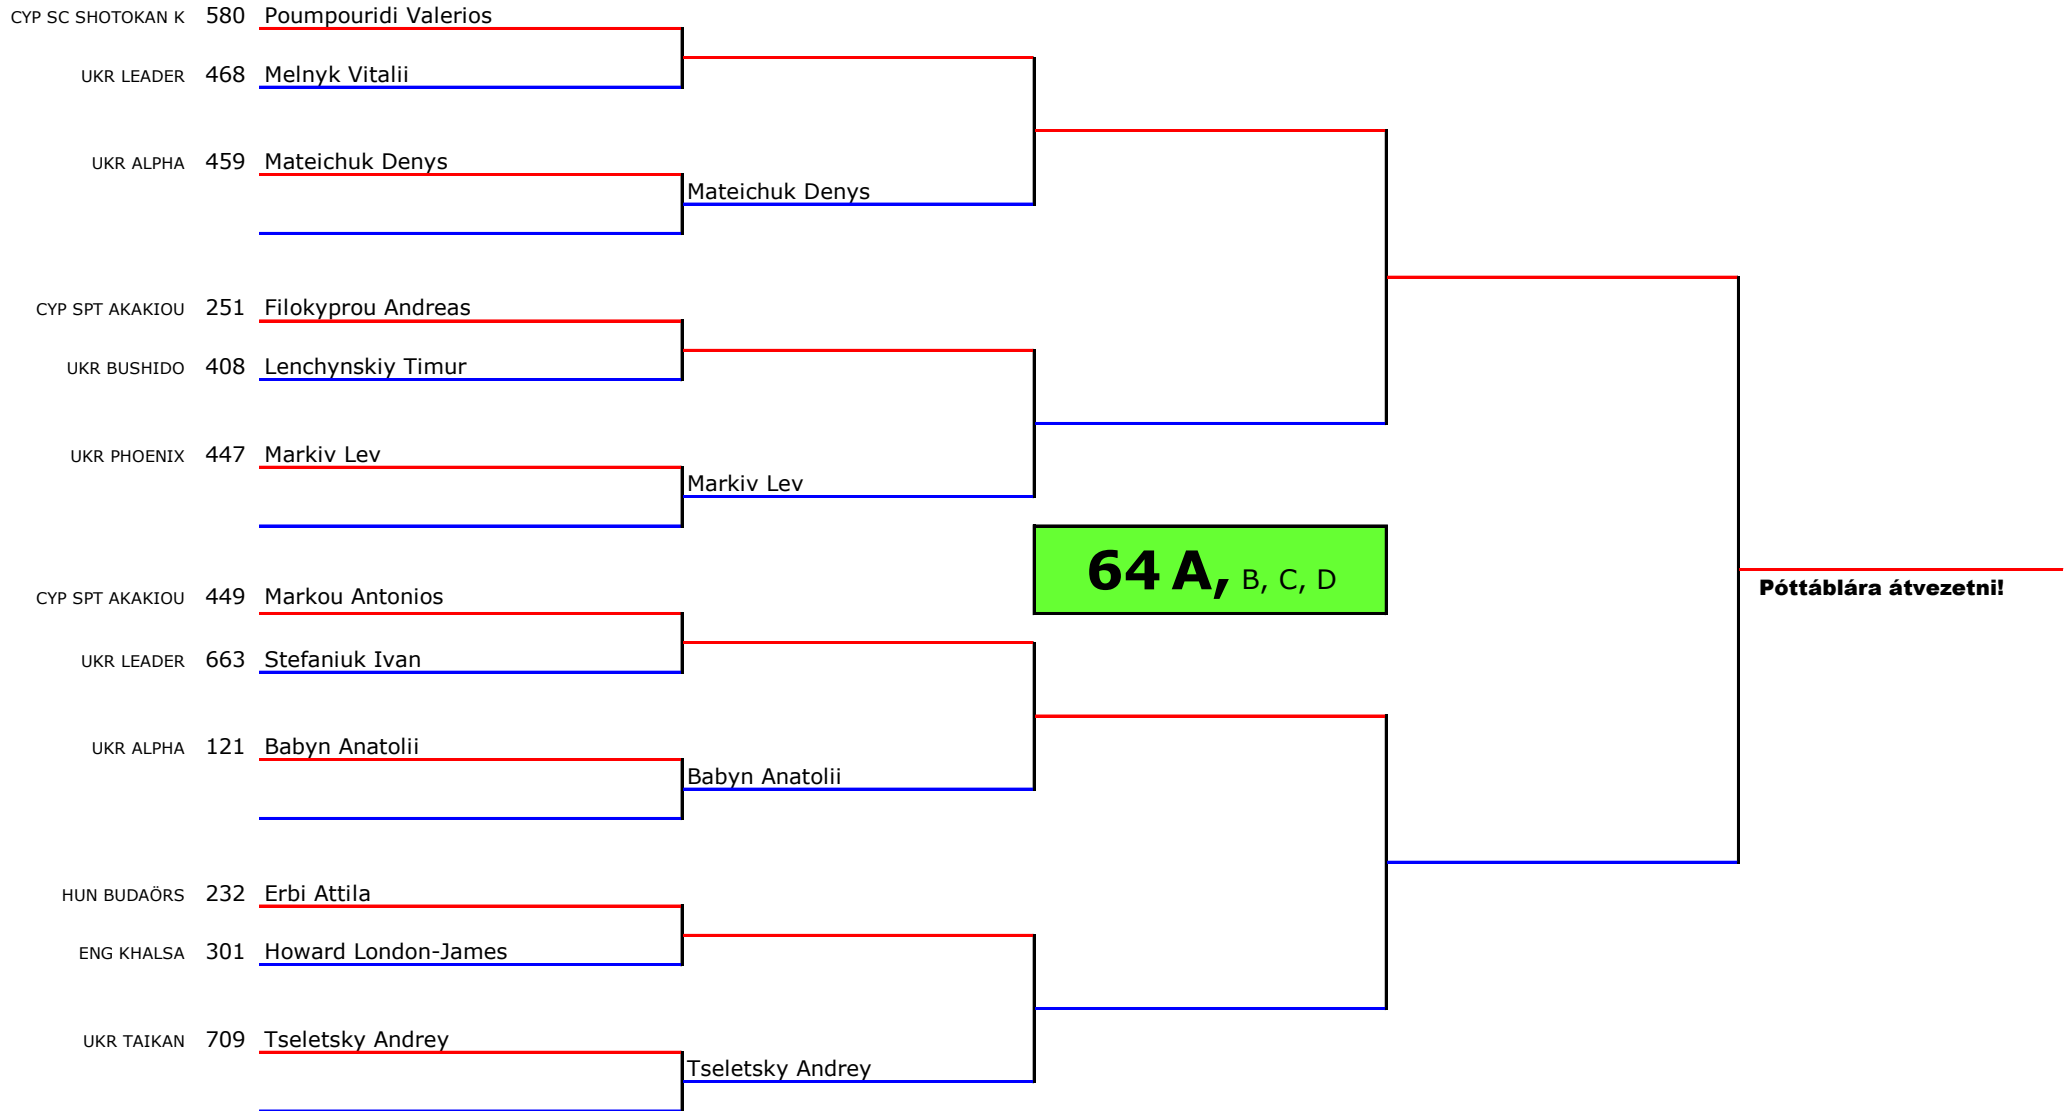 CYP SC SHOTOKAN K 580 Poumpouridi Valerios
UKR LEADER 468 Melnyk Vitalii
UKR ALPHA 459 Mateichuk Denys
Mateichuk Denys
CYP SPT AKAKIOU 251 Filokyprou Andreas
UKR BUSHIDO 408 Lenchynskiy Timur
UKR PHOENIX 447 Markiv Lev
Markiv Lev
64 A, B, C, D
Póttáblára átvezetni!
CYP SPT AKAKIOU 449 Markou Antonios
UKR LEADER 663 Stefaniuk Ivan
UKR ALPHA 121 Babyn Anatolii
Babyn Anatolii
HUN BUDAÖRS 232 Erbi Attila
ENG KHALSA 301 Howard London-James
UKR TAIKAN 709 Tseletsky Andrey
Tseletsky Andrey